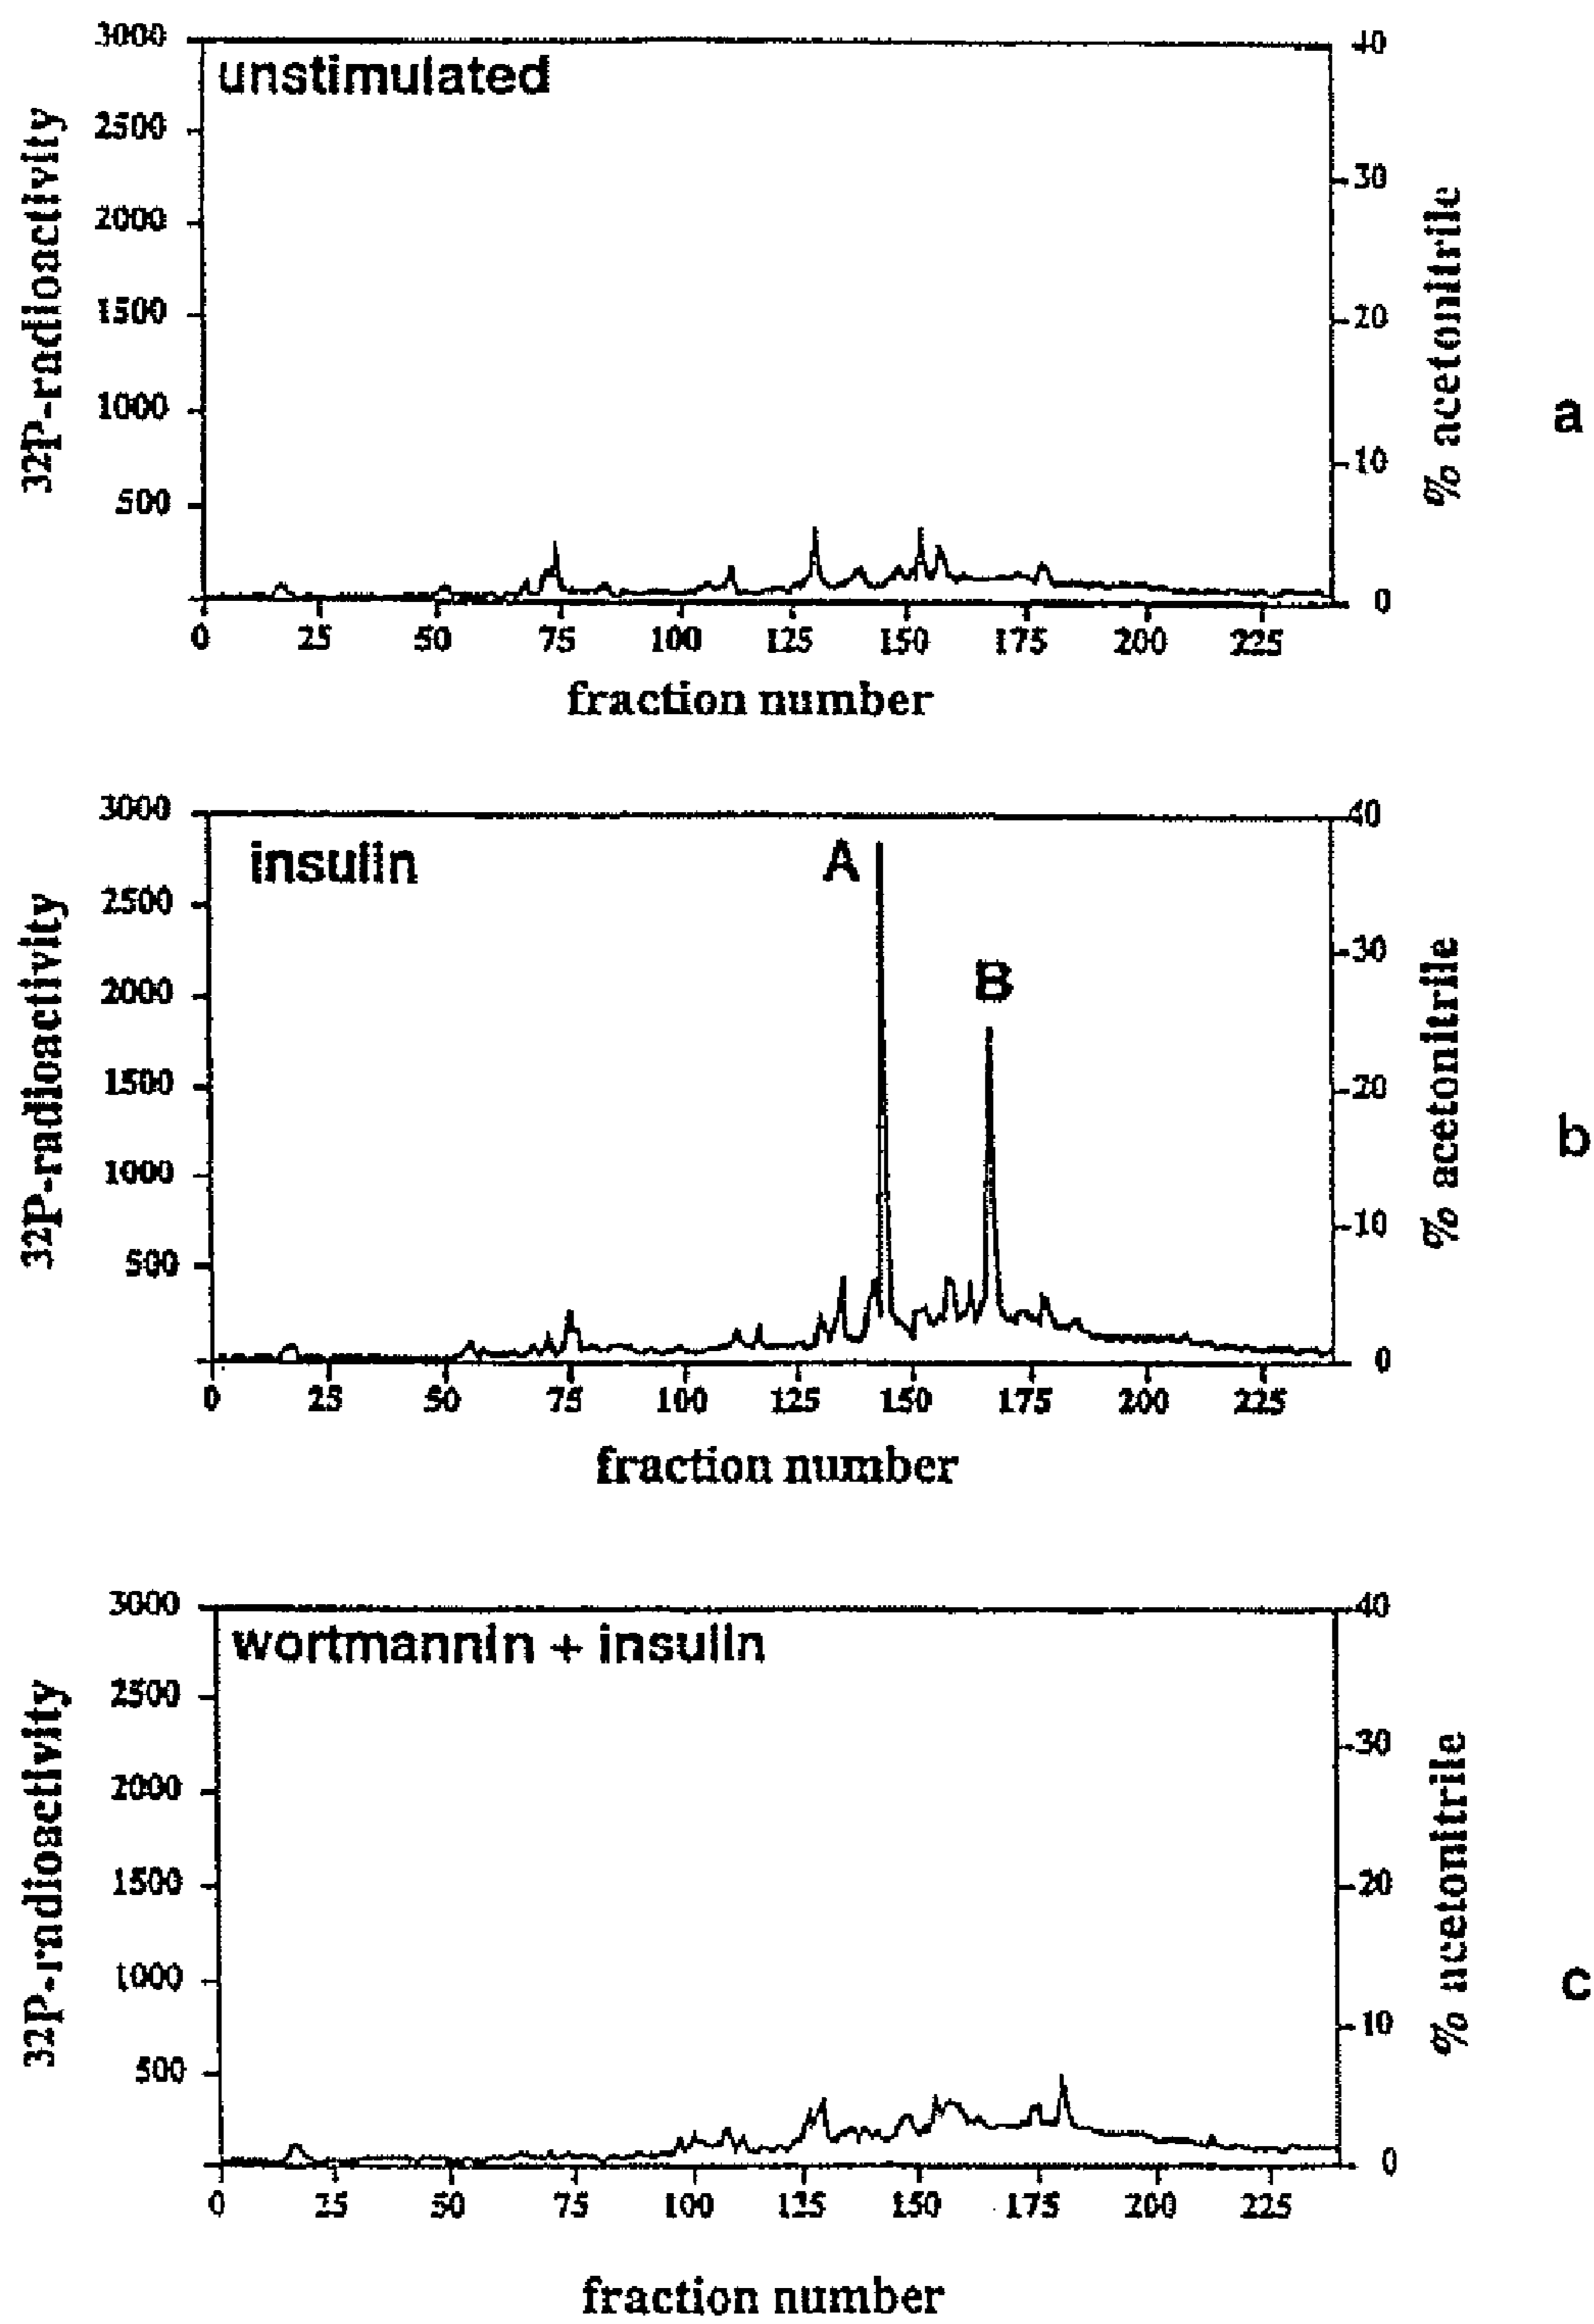 3000
40
unstimulated
2500
30
2000
1500
20
1000
10
500
0
0 25 50 75 100 125 150 175 200 225
fraction number
32P-radioactivity
% acetonitrile
a
3000
40
insulin
A
2500
30
B
2000
1500
20
1000
10
500
0
0 25 50 75 100 125 150 175 200 225
fraction number
32P-radioactivity
% acetonitrile
b
3000
40
wortmannin + insulin
2500
30
2000
1500
20
1000
10
500
0
0 25 50 75 100 125 150 175 200 225
fraction number
32P-radioactivity
% acetonitrile
c